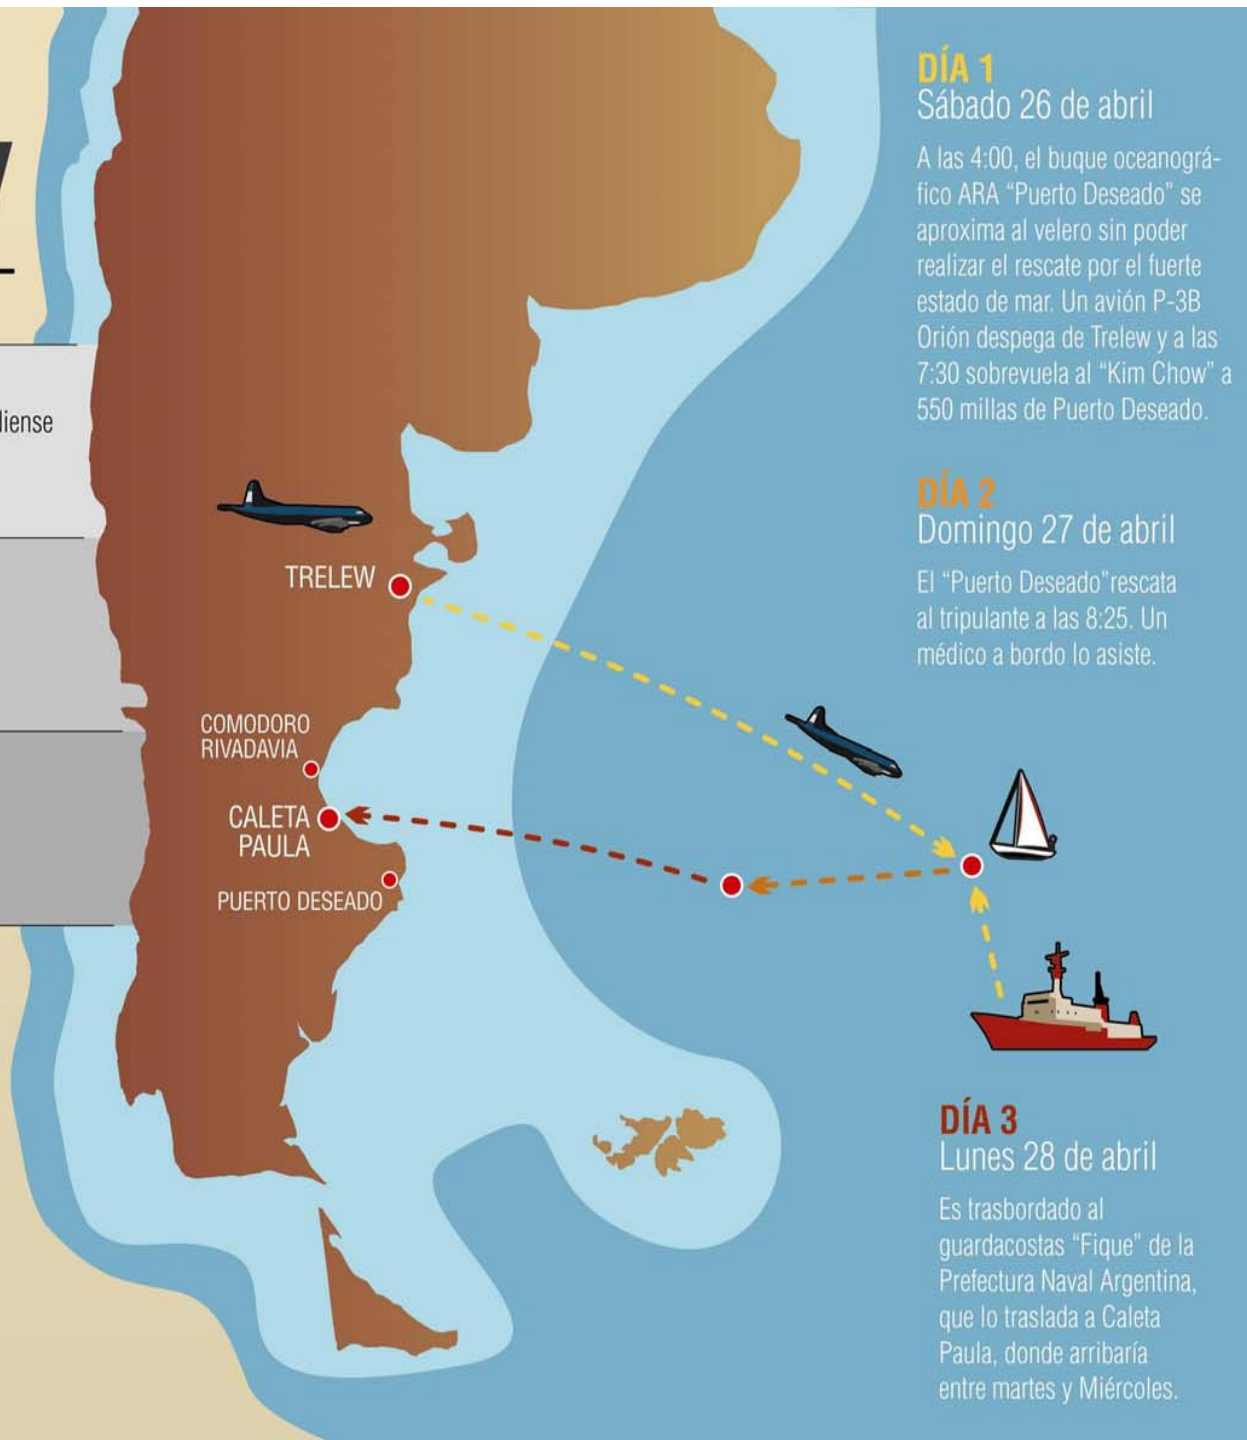 DÍA 1
Sábado 26 de abril
A las 4:00, el buque oceanográ-
fico ARA “Puerto Deseado” se
aproxima al velero sin poder
realizar el rescate por el fuerte
estado de mar. Un avión P-3B
Orión despega de Trelew y a las
7:30 sobrevuela al “Kim Chow” a
550 millas de Puerto Deseado.
DÍA 2
Domingo 27 de abril
El “Puerto Deseado”rescata
al tripulante a las 8:25. Un
médico a bordo lo asiste.
TRELEW
COMODORO
RIVADAVIA
CALETA
PAULA
PUERTO DESEADO
DÍA 3
Lunes 28 de abril
Es trasbordado al
guardacostas “Fique” de la
Prefectura Naval Argentina,
que lo traslada a Caleta
Paula, donde arribaría
entre martes y Miércoles.